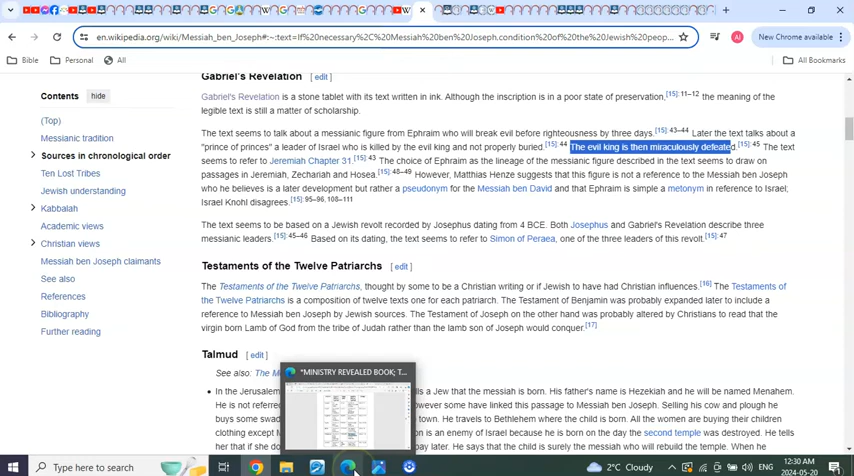 en.wikipedia.org/wiki/Messiah_ben_Joseph#:~:text=If%20necessary%2C%20Messiah%20ben%20Joseph.condition%20of%20the%20Jewish%20peop...
AI
New Chrome available
Bible
Personal
All
All Bookmarks
Contents
hide
(Top)
Messianic tradition
Sources in chronological order
Ten Lost Tribes
Jewish understanding
Kabbalah
Academic views
Christian views
Messiah ben Joseph claimants
See also
References
Bibliography
Further reading
Gabriel's Revelation [ edit ]
Gabriel's Revelation is a stone tablet with its text written in ink. Although the inscription is in a poor state of preservation,[15]: 11–12 the meaning of the
legible text is still a matter of scholarship.
The text seems to talk about a messianic figure from Ephraim who will break evil before righteousness by three days.[15]: 43–44 Later the text talks about a
"prince of princes" a leader of Israel who is killed by the evil king and not properly buried.[15]: 44 The evil king is then miraculously defeated.[15]: 45 The text
seems to refer to Jeremiah Chapter 31.[15]: 43 The choice of Ephraim as the lineage of the messianic figure described in the text seems to draw on
passages in Jeremiah, Zechariah and Hosea.[15]: 48–49 However, Matthias Henze suggests that this figure is not a reference to the Messiah ben Joseph
who he believes is a later development but rather a pseudonym for the Messiah ben David and that Ephraim is simply a metonym in reference to Israel;
Israel Knohl disagrees.[15]: 95–96, 108–111
The text seems to be based on a Jewish revolt recorded by Josephus dating from 4 BCE. Both Josephus and Gabriel's Revelation describe three
messianic leaders.[15]: 45–46 Based on its dating, the text seems to refer to Simon of Peraea, one of the three leaders of this revolt.[15]: 47
Testaments of the Twelve Patriarchs [ edit ]
The Testaments of the Twelve Patriarchs, thought by some to be a Christian writing or if Jewish to have had Christian influences.[16] The Testaments of
the Twelve Patriarchs is a composition of twelve texts one for each patriarch. The Testament of Benjamin was probably expanded later to include a
reference to Messiah ben Joseph by Jewish sources. The Testament of Joseph on the other hand was probably altered by Christians to read that the
virgin born Lamb of God from the tribe of Judah rather than the lamb son of Joseph would conquer.[17]
Talmud [ edit ]
See also: The M
*MINISTRY REVEALED BOOK; T...
In the Jerusalem lls a Jew that the messiah is born. His father's name is Hezekiah and he will be named Menahem.
He is not referred owever some have linked this passage to Messiah ben Joseph. Selling his cow and plough he
buys some swad town. He travels to Bethlehem where the child is born. All the women are buying their children
clothing except M on is an enemy of Israel because he is born on the day the second temple was destroyed. He tells
her that if she do pay later. He says that the child is surely the messiah who will rebuild the temple. When he
Type here to search
2°C Cloudy
12:30 AM
2024-05-20